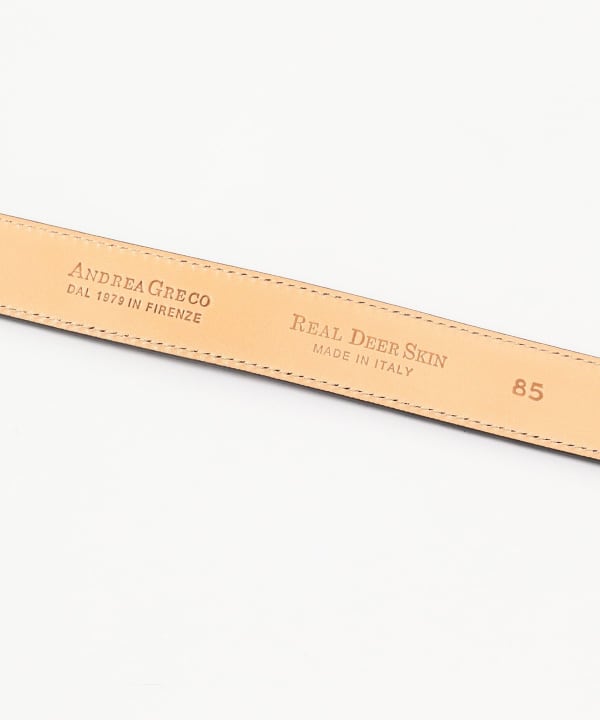 ANDREA GRECO
DAL 1979 IN FIRENZE
REAL DEER SKIN
MADE IN ITALY
85